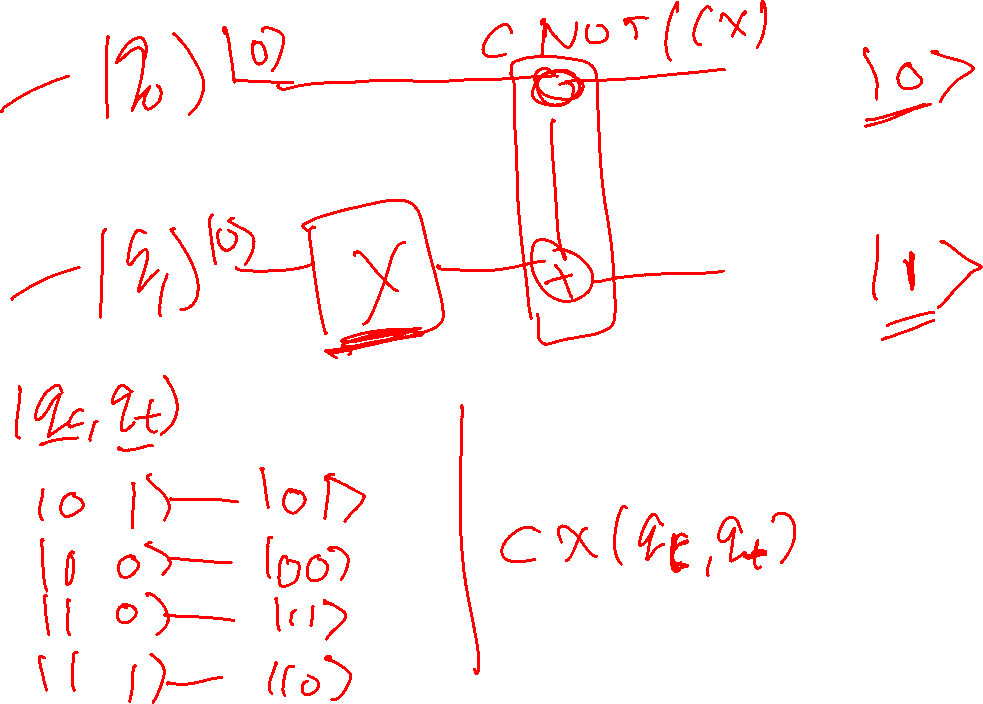 CNOT(CX)
|q0⟩ |0⟩ |0⟩
|q1⟩ |0⟩ X + |1⟩
|qc, qt⟩
|0 1⟩ — |01⟩
|0 0⟩ — |00⟩
|1 0⟩ — |11⟩
|1 1⟩ — |10⟩
CX(qc, qt)